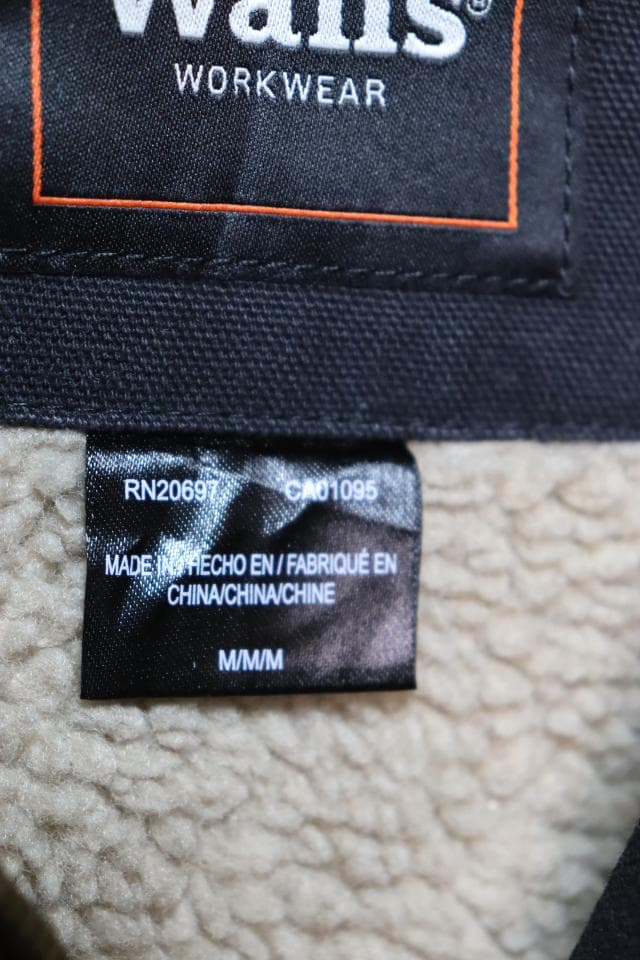 Walls®
WORKWEAR
RN20697 CA01095
MADE IN / HECHO EN / FABRIQUÉ EN
CHINA/CHINA/CHINE
M/M/M